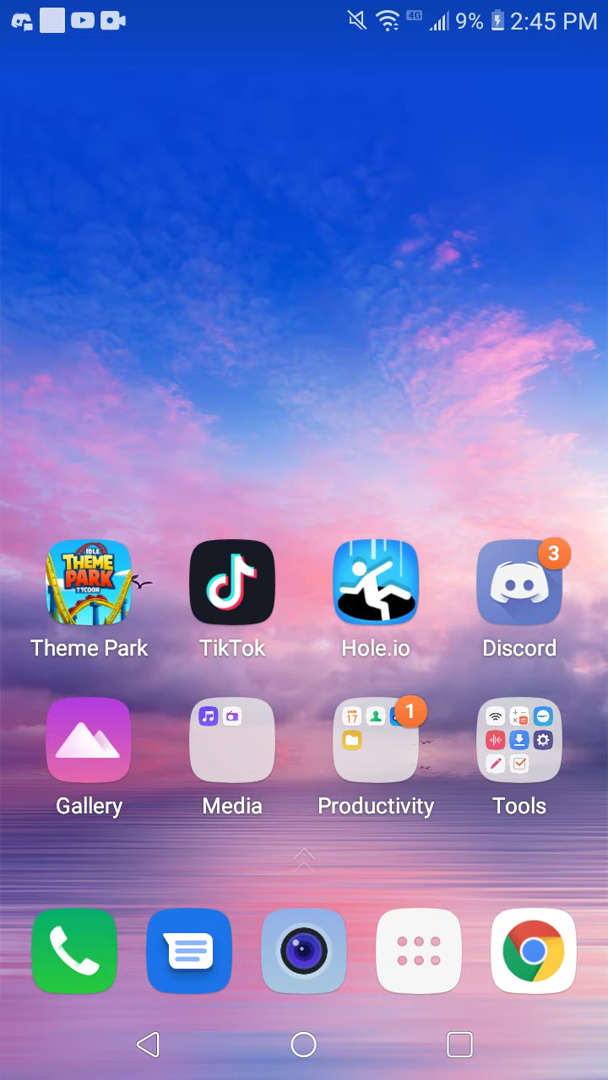 4G 9% 2:45 PM
IDLE
THEME
PARK
TYCOON
3
Theme Park TikTok Hole.io Discord
17 1
Gallery Media Productivity Tools